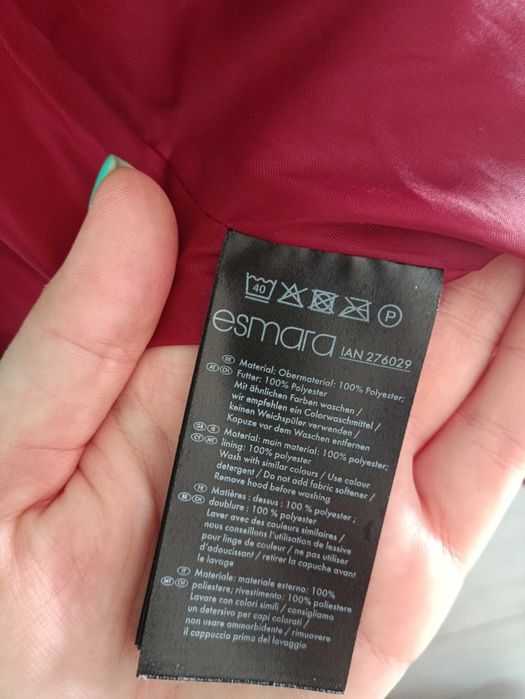 40 P
esmara IAN 276029
DE Material: Obermaterial: 100% Polyester;
AT CH Futter: 100% Polyester
Mit ähnlichen Farben waschen /
wir empfehlen ein Colorwaschmittel /
keinen Weichspüler verwenden /
Kapuze vor dem Waschen entfernen
GB IE Material: main material: 100% polyester;
CY MT lining: 100% polyester
Wash with similar colours / Use colour
detergent / Do not add fabric softener /
Remove hood before washing
FR Matières : dessus : 100 % polyester ;
BE CH doublure : 100 % polyester
Laver avec des couleurs similaires /
nous conseillons l'utilisation de lessive
pour linge de couleur / ne pas utiliser
d'adoucissant / retirer la capuche avant
le lavage
IT Materiale: materiale esterno: 100%
MT CH poliestere; rivestimento: 100% poliestere
Lavare con colori simili / consigliamo
un detersivo per capi colorati /
non usare ammorbidente / rimuovere
il cappuccio prima del lavaggio